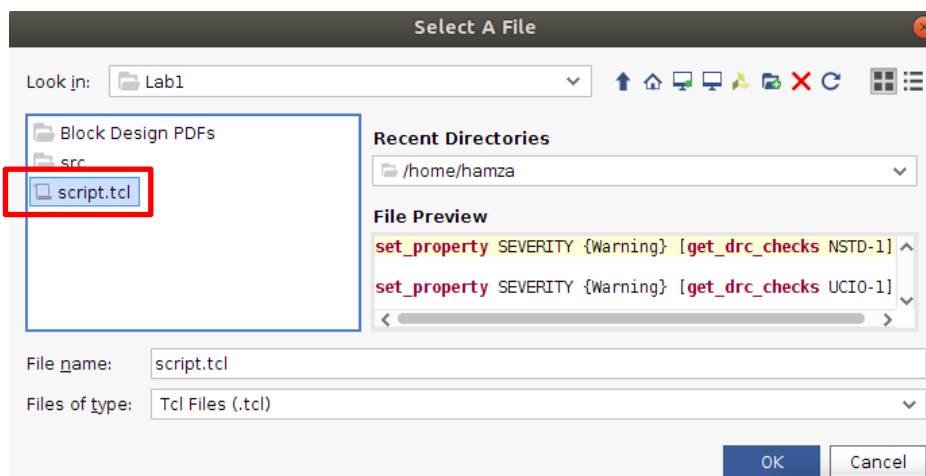 Select A File
Look in: Lab1
Block Design PDFs
src
script.tcl
Recent Directories
/home/hamza
File Preview
set_property SEVERITY {Warning} [get_drc_checks NSTD-1]
set_property SEVERITY {Warning} [get_drc_checks UCIO-1]
File name: script.tcl
Files of type: Tcl Files (.tcl)
OK Cancel